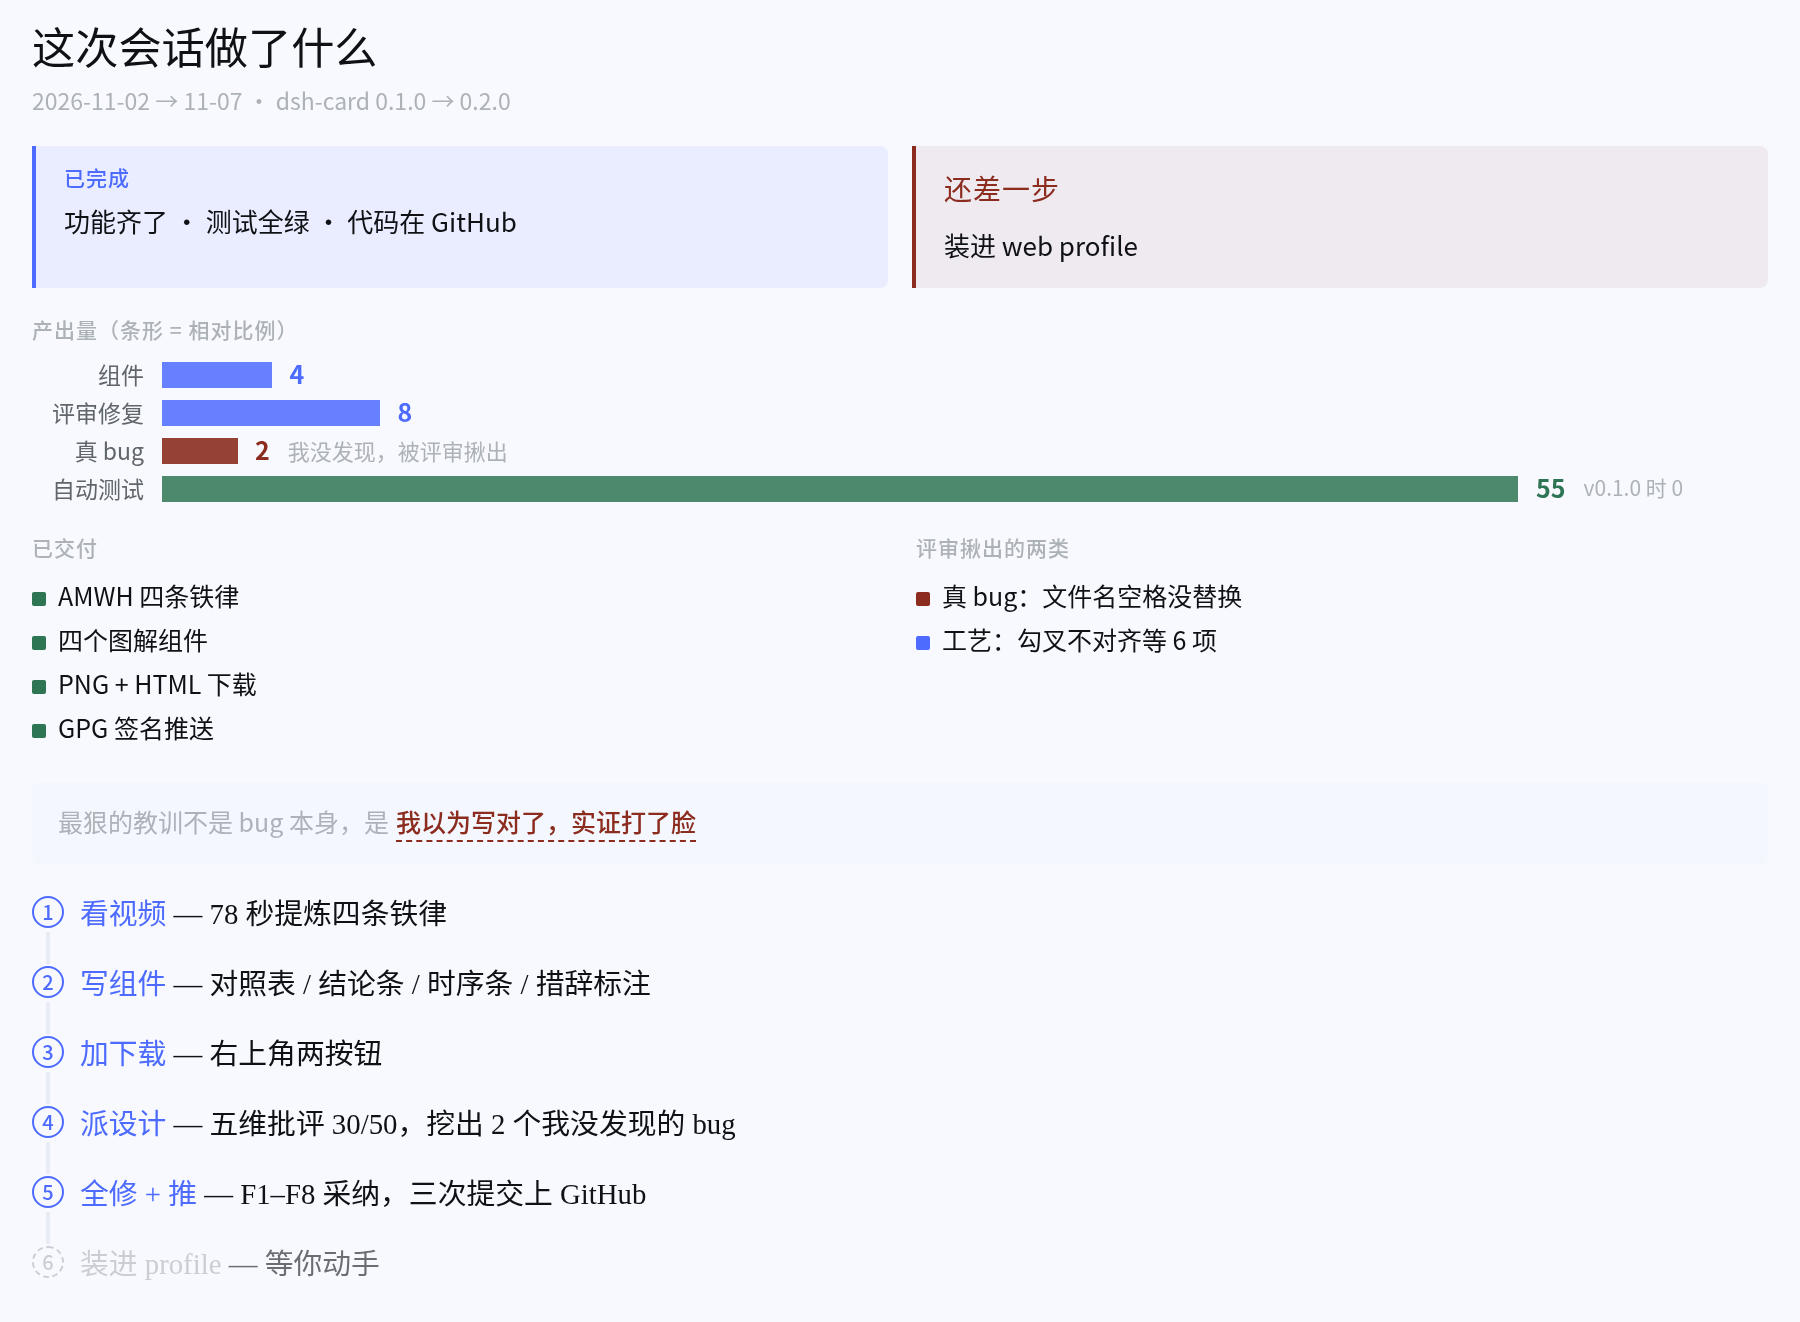 这次会话做了什么
2026-11-02 → 11-07 · dsh-card 0.1.0 → 0.2.0
已完成
功能齐了 · 测试全绿 · 代码在 GitHub
还差一步
装进 web profile
产出量（条形 = 相对比例）
组件 4
评审修复 8
真 bug 2 我没发现，被评审揪出
自动测试 55 v0.1.0 时 0
已交付
AMWH 四条铁律
四个图解组件
PNG + HTML 下载
GPG 签名推送
评审揪出的两类
真 bug：文件名空格没替换
工艺：勾叉不对齐等 6 项
最狠的教训不是 bug 本身，是 我以为写对了，实证打了脸
1 看视频 — 78 秒提炼四条铁律
2 写组件 — 对照表 / 结论条 / 时序条 / 措辞标注
3 加下载 — 右上角两按钮
4 派设计 — 五维批评 30/50，挖出 2 个我没发现的 bug
5 全修 + 推 — F1–F8 采纳，三次提交上 GitHub
6 装进 profile — 等你动手